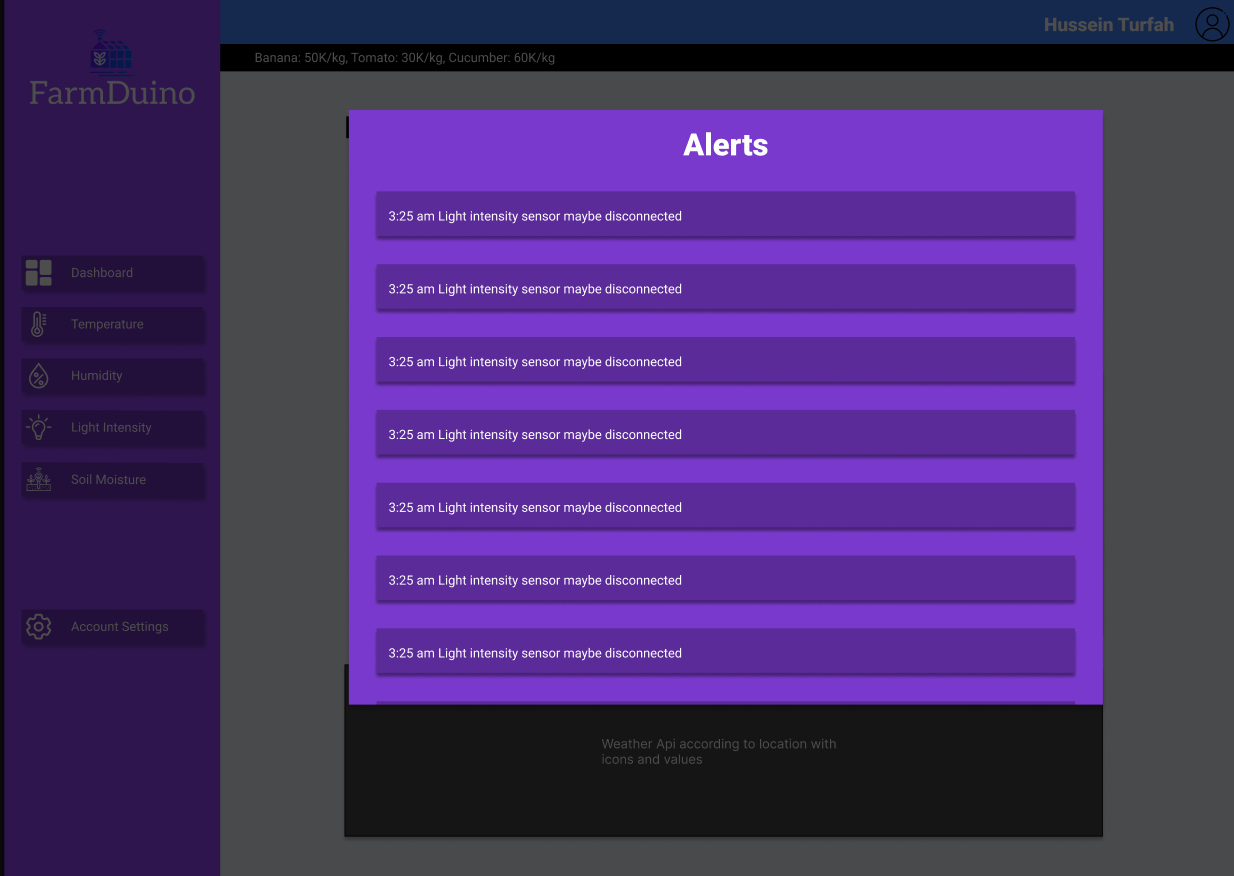 Hussein Turfah
Banana: 50K/kg, Tomato: 30K/kg, Cucumber: 60K/kg
FarmDuino
Dashboard
Temperature
Humidity
Light Intensity
Soil Moisture
Account Settings
Alerts
3:25 am Light intensity sensor maybe disconnected
3:25 am Light intensity sensor maybe disconnected
3:25 am Light intensity sensor maybe disconnected
3:25 am Light intensity sensor maybe disconnected
3:25 am Light intensity sensor maybe disconnected
3:25 am Light intensity sensor maybe disconnected
3:25 am Light intensity sensor maybe disconnected
Weather Api according to location with
icons and values